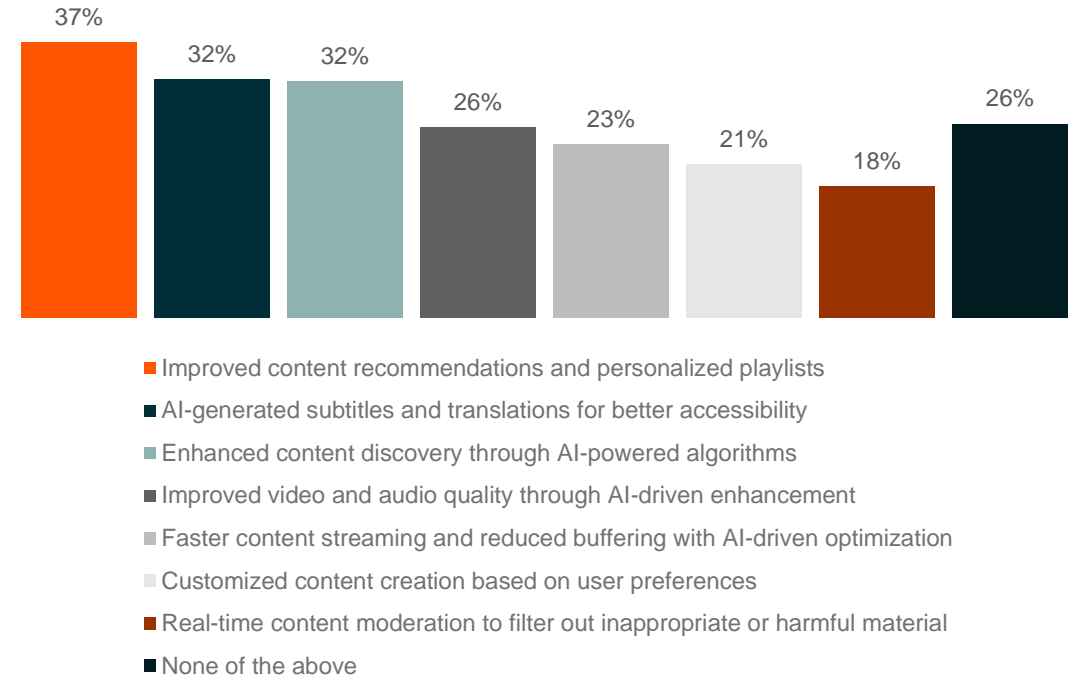 37%
32%
32%
26%
23%
21%
18%
26%
Improved content recommendations and personalized playlists
AI-generated subtitles and translations for better accessibility
Enhanced content discovery through AI-powered algorithms
Improved video and audio quality through AI-driven enhancement
Faster content streaming and reduced buffering with AI-driven optimization
Customized content creation based on user preferences
Real-time content moderation to filter out inappropriate or harmful material
None of the above